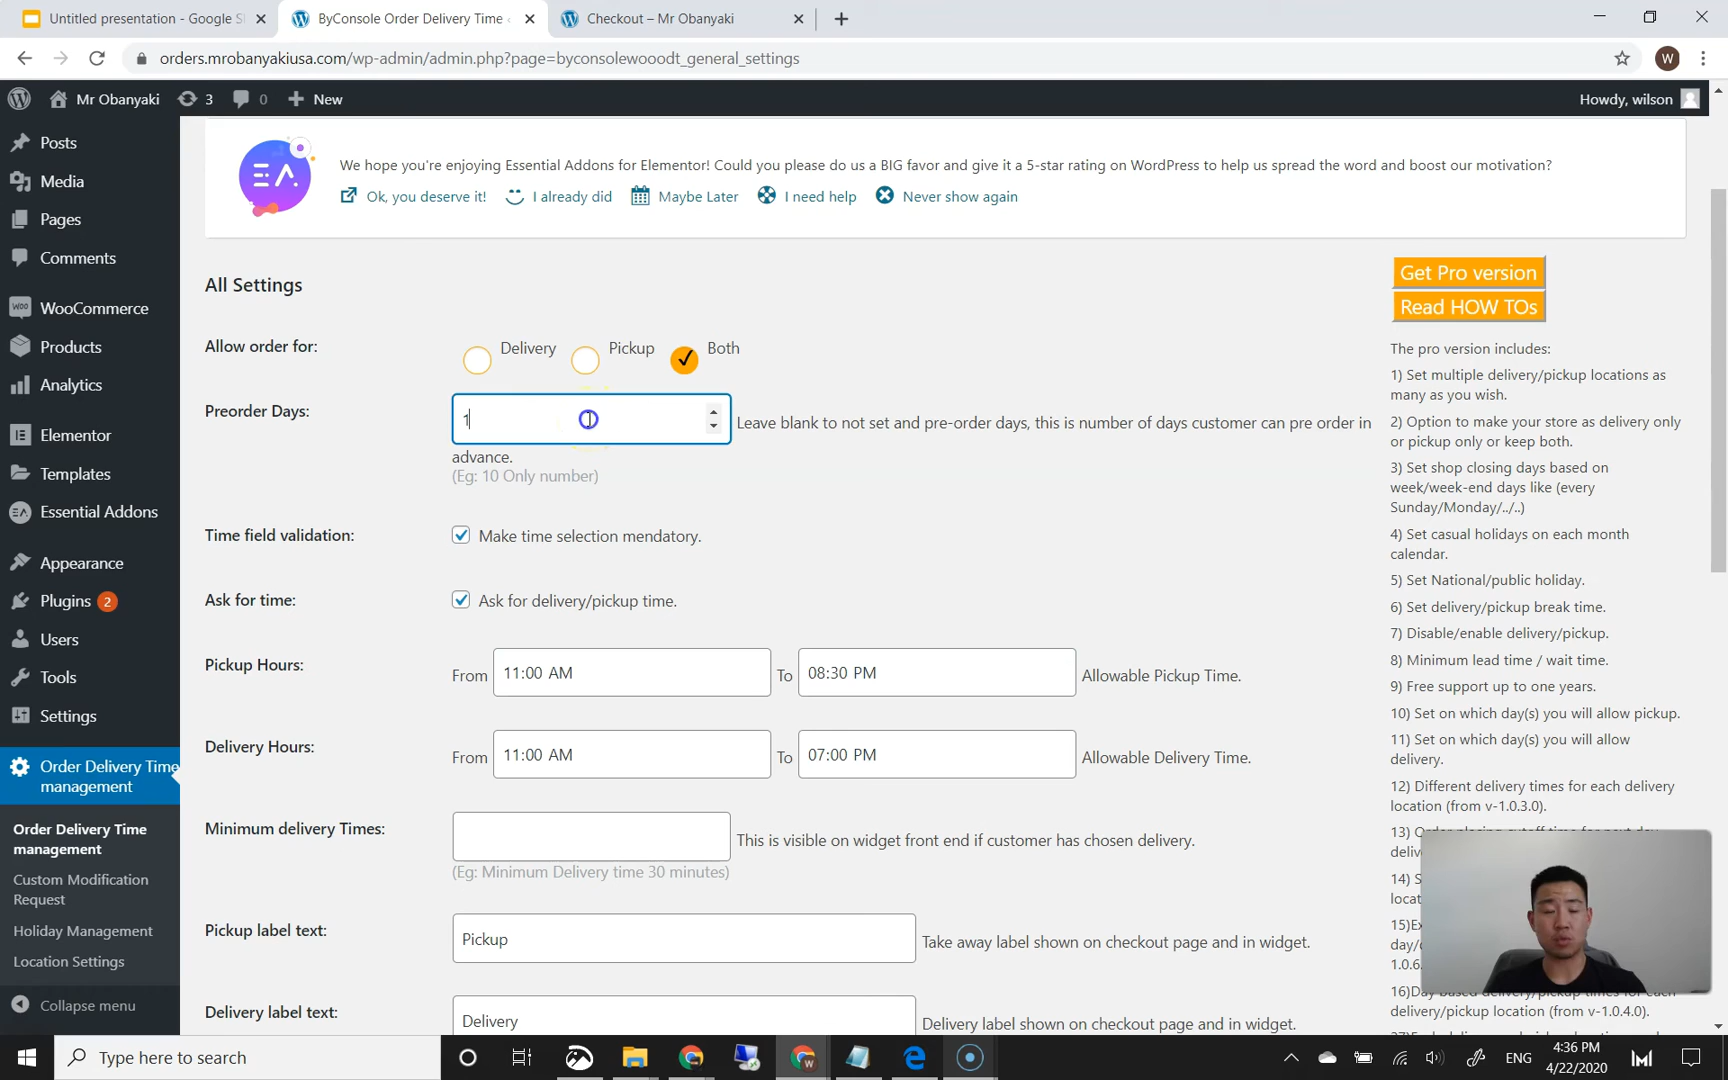 Untitled presentation - Google Sl
ByConsole Order Delivery Time
Checkout – Mr Obanyaki
orders.mrobanyakiusa.com/wp-admin/admin.php?page=byconsolewooodt_general_settings
W
Mr Obanyaki
3
0
New
Howdy, wilson
Posts
Media
Pages
Comments
WooCommerce
Products
Analytics
Elementor
Templates
Essential Addons
Appearance
Plugins 2
Users
Tools
Settings
Order Delivery Time
management
Order Delivery Time
management
Custom Modification
Request
Holiday Management
Location Settings
Collapse menu
We hope you're enjoying Essential Addons for Elementor! Could you please do us a BIG favor and give it a 5-star rating on WordPress to help us spread the word and boost our motivation?
Ok, you deserve it!
I already did
Maybe Later
I need help
Never show again
All Settings
Allow order for:
Delivery
Pickup
Both
Preorder Days:
1
Leave blank to not set and pre-order days, this is number of days customer can pre order in
advance.
(Eg: 10 Only number)
Time field validation:
Make time selection mendatory.
Ask for time:
Ask for delivery/pickup time.
Pickup Hours:
From 11:00 AM To 08:30 PM Allowable Pickup Time.
Delivery Hours:
From 11:00 AM To 07:00 PM Allowable Delivery Time.
Minimum delivery Times:
This is visible on widget front end if customer has chosen delivery.
(Eg: Minimum Delivery time 30 minutes)
Pickup label text:
Pickup
Take away label shown on checkout page and in widget.
Delivery label text:
Delivery
Delivery label shown on checkout page and in widget.
Get Pro version
Read HOW TOs
The pro version includes:
1) Set multiple delivery/pickup locations as
many as you wish.
2) Option to make your store as delivery only
or pickup only or keep both.
3) Set shop closing days based on
week/week-end days like (every
Sunday/Monday/../..)
4) Set casual holidays on each month
calendar.
5) Set National/public holiday.
6) Set delivery/pickup break time.
7) Disable/enable delivery/pickup.
8) Minimum lead time / wait time.
9) Free support up to one years.
10) Set on which day(s) you will allow pickup.
11) Set on which day(s) you will allow
delivery.
12) Different delivery times for each delivery
location (from v-1.0.3.0).
13)
14) S
15)Ex
day/
1.0.6
delivery/pickup location (from v-1.0.4.0).
Type here to search
ENG
4:36 PM
4/22/2020